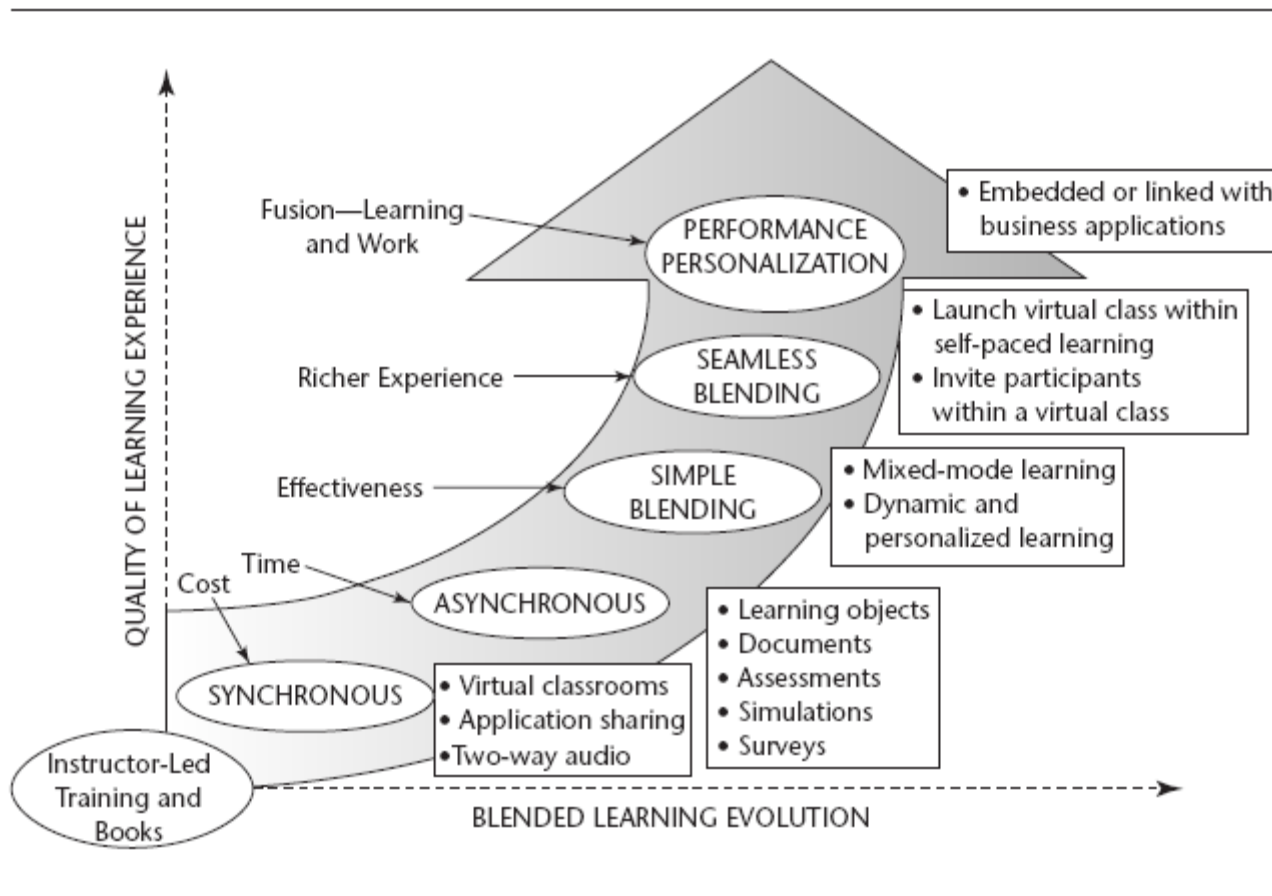 QUALITY OF LEARNING EXPERIENCE
Fusion—Learning
and Work
PERFORMANCE
PERSONALIZATION
• Embedded or linked with
business applications
Richer Experience
SEAMLESS
BLENDING
• Launch virtual class within
self-paced learning
• Invite participants
within a virtual class
Effectiveness
SIMPLE
BLENDING
• Mixed-mode learning
• Dynamic and
personalized learning
Time
ASYNCHRONOUS
• Learning objects
• Documents
• Assessments
• Simulations
• Surveys
Cost
SYNCHRONOUS
• Virtual classrooms
• Application sharing
•Two-way audio
Instructor-Led
Training and
Books
BLENDED LEARNING EVOLUTION